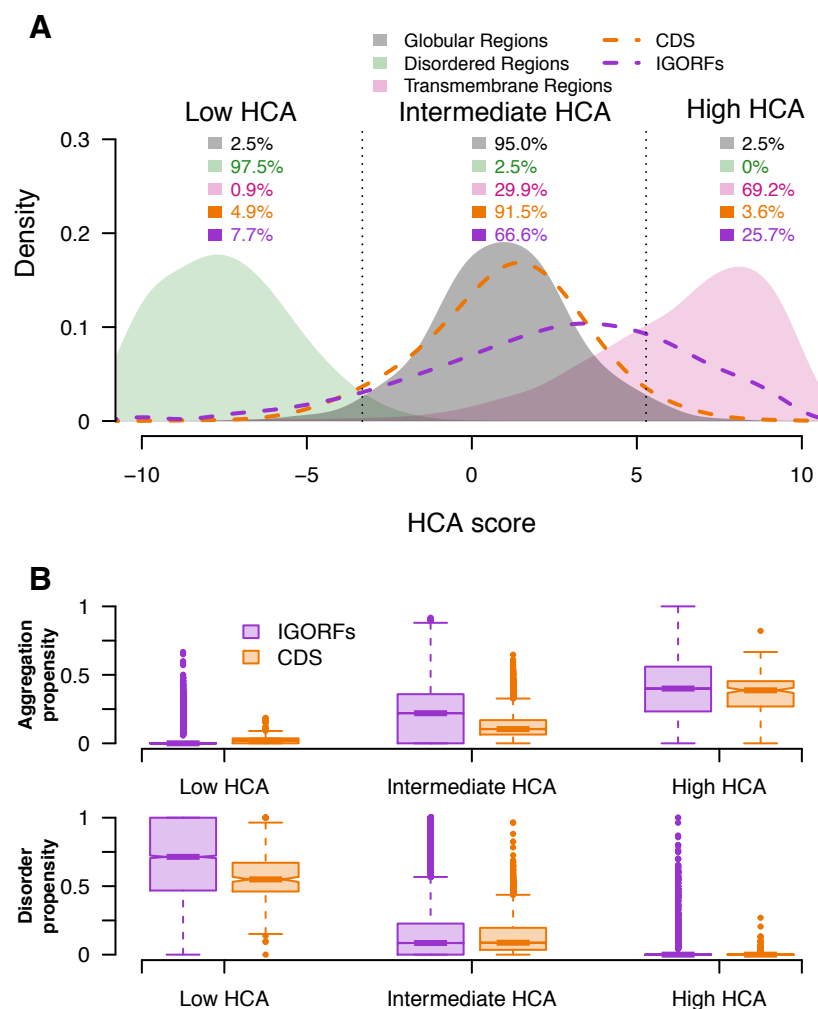 A
Globular Regions
CDS
Disordered Regions
IGORFs
Transmembrane Regions
Low HCA
Intermediate HCA
High HCA
2.5%
97.5%
0.9%
4.9%
7.7%
95.0%
2.5%
29.9%
91.5%
66.6%
2.5%
0%
69.2%
3.6%
25.7%
Density
0.3
0.2
0.1
0
−10
−5
0
5
10
HCA score
B
Aggregation
propensity
1
0.5
0
IGORFs
CDS
Low HCA
Intermediate HCA
High HCA
Disorder
propensity
1
0.5
0
Low HCA
Intermediate HCA
High HCA